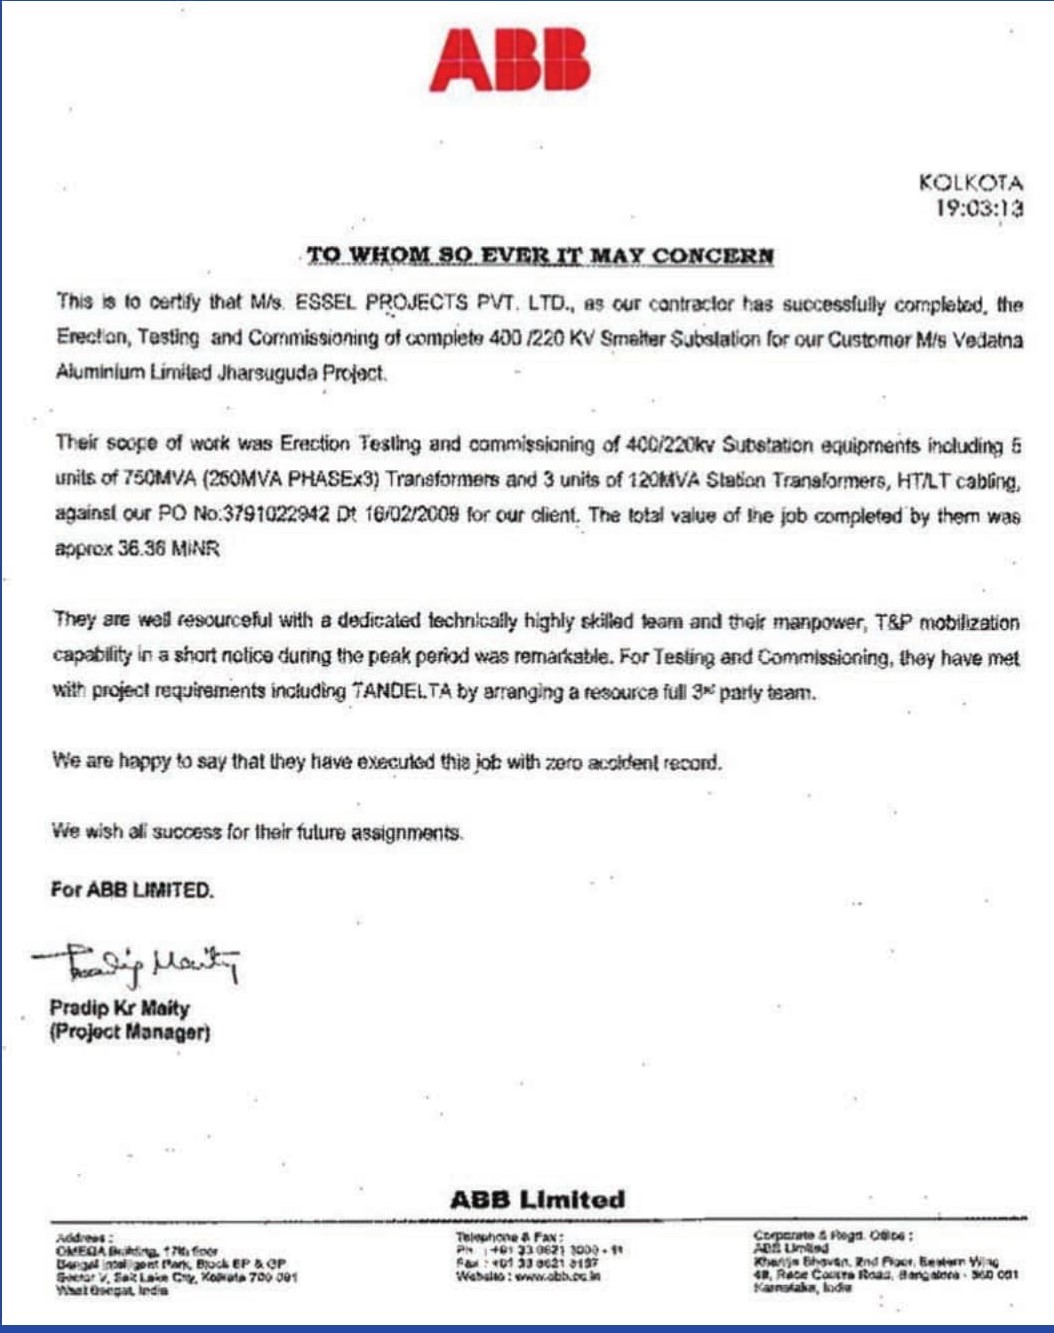 ABB
KOLKOTA
19:03:13
TO WHOM SO EVER IT MAY CONCERN
This is to certify that M/s. ESSEL PROJECTS PVT. LTD., as our contractor has successfully completed, the
Erection, Testing and Commissioning of complete 400 /220 KV Smelter Substation for our Customer M/s Vedatna
Aluminium Limited Jharsuguda Project.
Their scope of work was Erection Testing and commissioning of 400/220kv Substation equipments including 5
units of 750MVA (250MVA PHASEx3) Transformers and 3 units of 120MVA Station Transformers, HT/LT cabling,
against our PO No.3791022942 Dt 16/02/2009 for our client. The total value of the job completed by them was
approx 36.36 MINR
They are well resourceful with a dedicated technically highly skilled team and their manpower, T&P mobilization
capability in a short notice during the peak period was remarkable. For Testing and Commissioning, they have met
with project requirements including TANDELTA by arranging a resource full 3rd party team.
We are happy to say that they have executed this job with zero accident record.
We wish all success for their future assignments.
For ABB LIMITED.
Pradip Maity
Pradip Kr Maity
(Project Manager)
ABB Limited
Address :
OMEGA Building, 17th floor
Bengal Intelligent Park, Block EP & GP
Sector V, Salt Lake City, Kolkata 700 091
West Bengal, India
Telephone & Fax :
Ph : +91 33 6621 3000 - 11
Fax : +91 33 6621 3197
Website : www.abb.co.in
Corporate & Regd. Office :
ABB Limited
Khanija Bhavan, 2nd Floor, Eastern Wing
49, Race Course Road, Bangalore - 560 001
Karnataka, India